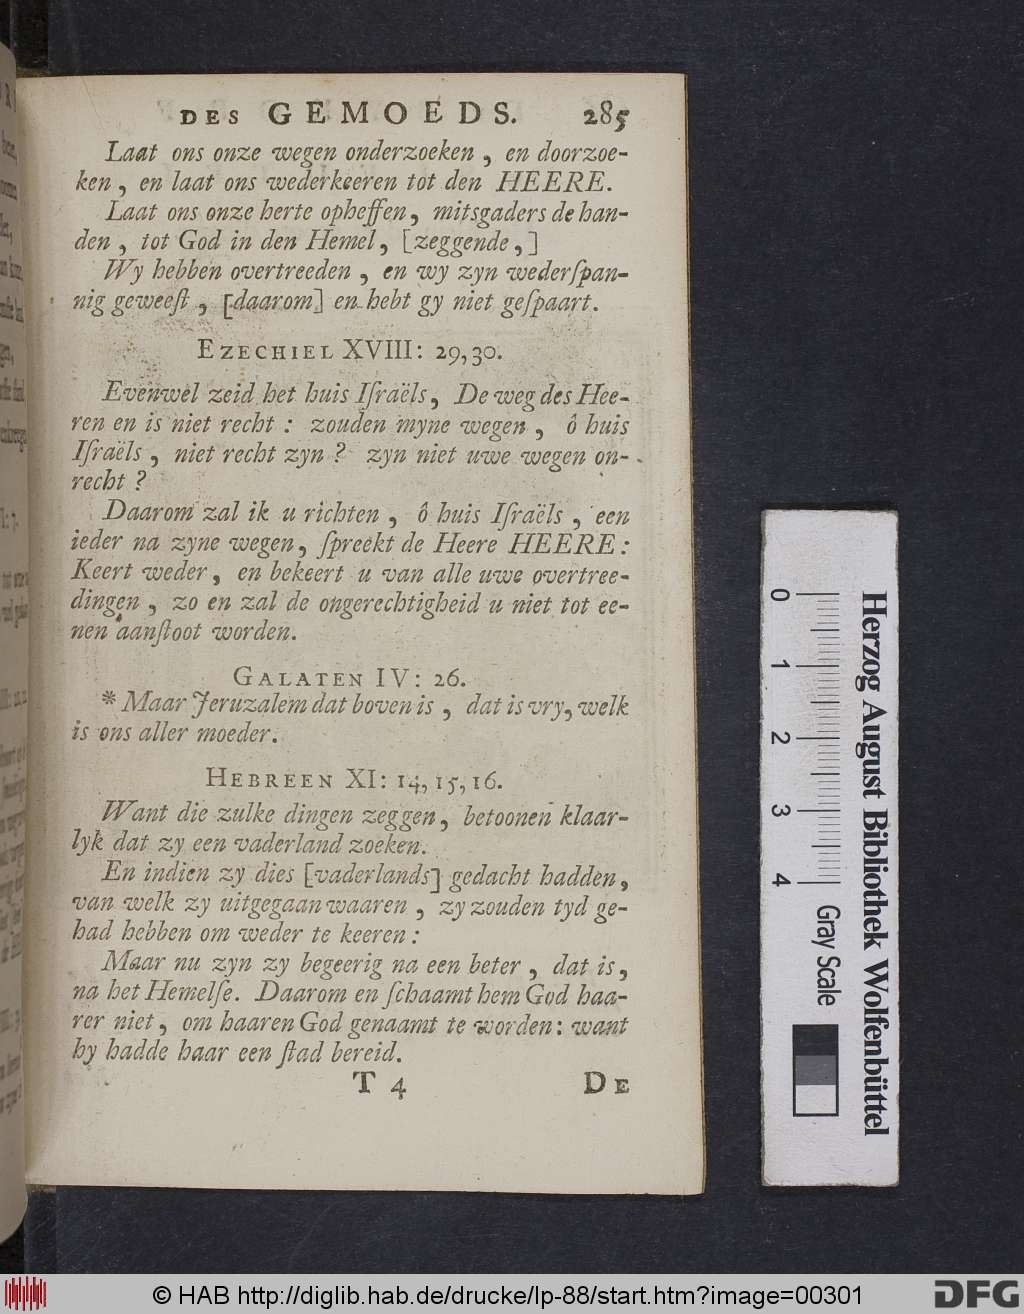 DES GEMOEDS. 285
Laat ons onze wegen onderzoeken, en doorzoe-
ken, en laat ons wederkeeren tot den HEERE.
Laat ons onze herte opheffen, mitsgaders de han-
den, tot God in den Hemel, [zeggende,]
Wy hebben overtreeden, en wy zyn wederſpan-
nig geweeſt, [daarom] en hebt gy niet geſpaart.
EZECHIEL XVIII: 29,30.
Evenwel zeid het huis Iſraëls, De weg des Hee-
ren en is niet recht: zouden myne wegen, ô huis
Iſraëls, niet recht zyn? zyn niet uwe wegen on-
recht?
Daarom zal ik u richten, ô huis Iſraëls, een
ieder na zyne wegen, ſpreekt de Heere HEERE:
Keert weder, en bekeert u van alle uwe overtree-
dingen, zo en zal de ongerechtigheid u niet tot ee-
nen aanſtoot worden.
GALATEN IV: 26.
* Maar Jeruzalem dat boven is, dat is vry, welk
is ons aller moeder.
HEBREEN XI: 14, 15, 16.
Want die zulke dingen zeggen, betoonen klaar-
lyk dat zy een vaderland zoeken.
En indien zy dies [vaderlands] gedacht hadden,
van welk zy uitgegaan waaren, zy zouden tyd ge-
had hebben om weder te keeren:
Maar nu zyn zy begeerig na een beter, dat is,
na het Hemelſe. Daarom en ſchaamt hem God haa-
rer niet, om haaren God genaamt te worden: want
hy hadde haar een ſtad bereid.
T 4 DE
0 1 2 3 4
Gray Scale
Herzog August Bibliothek Wolfenbüttel
© HAB http://diglib.hab.de/drucke/lp-88/start.htm?image=00301
DFG